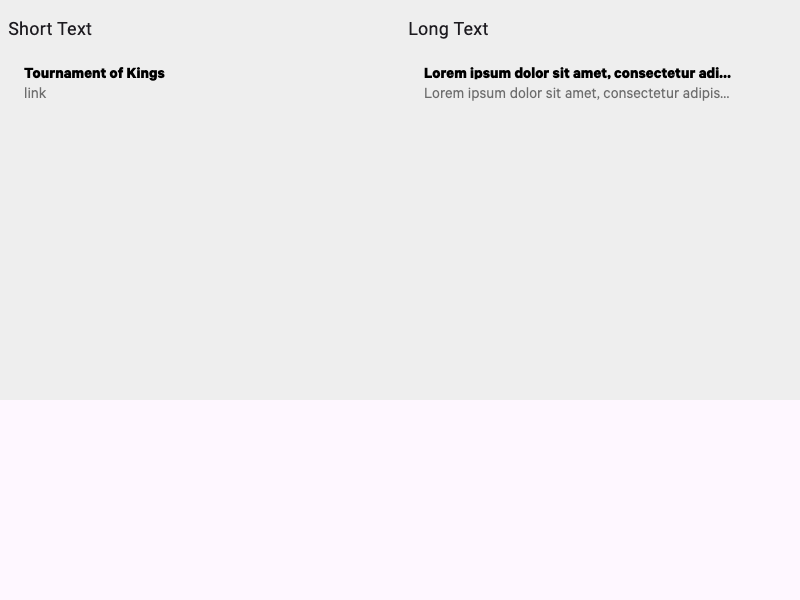 Short Text
Tournament of Kings
link
Long Text
Lorem ipsum dolor sit amet, consectetur adi...
Lorem ipsum dolor sit amet, consectetur adipis...